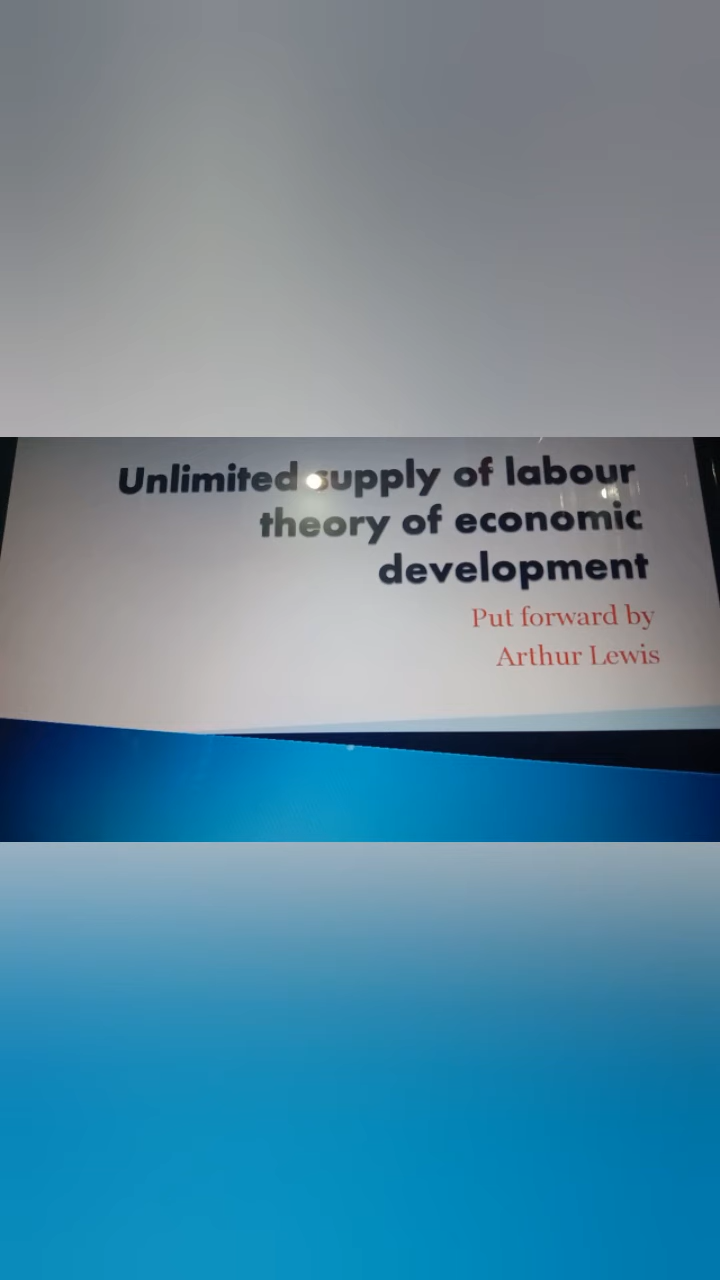 Unlimited supply of labour
theory of economic
development
Put forward by
Arthur Lewis